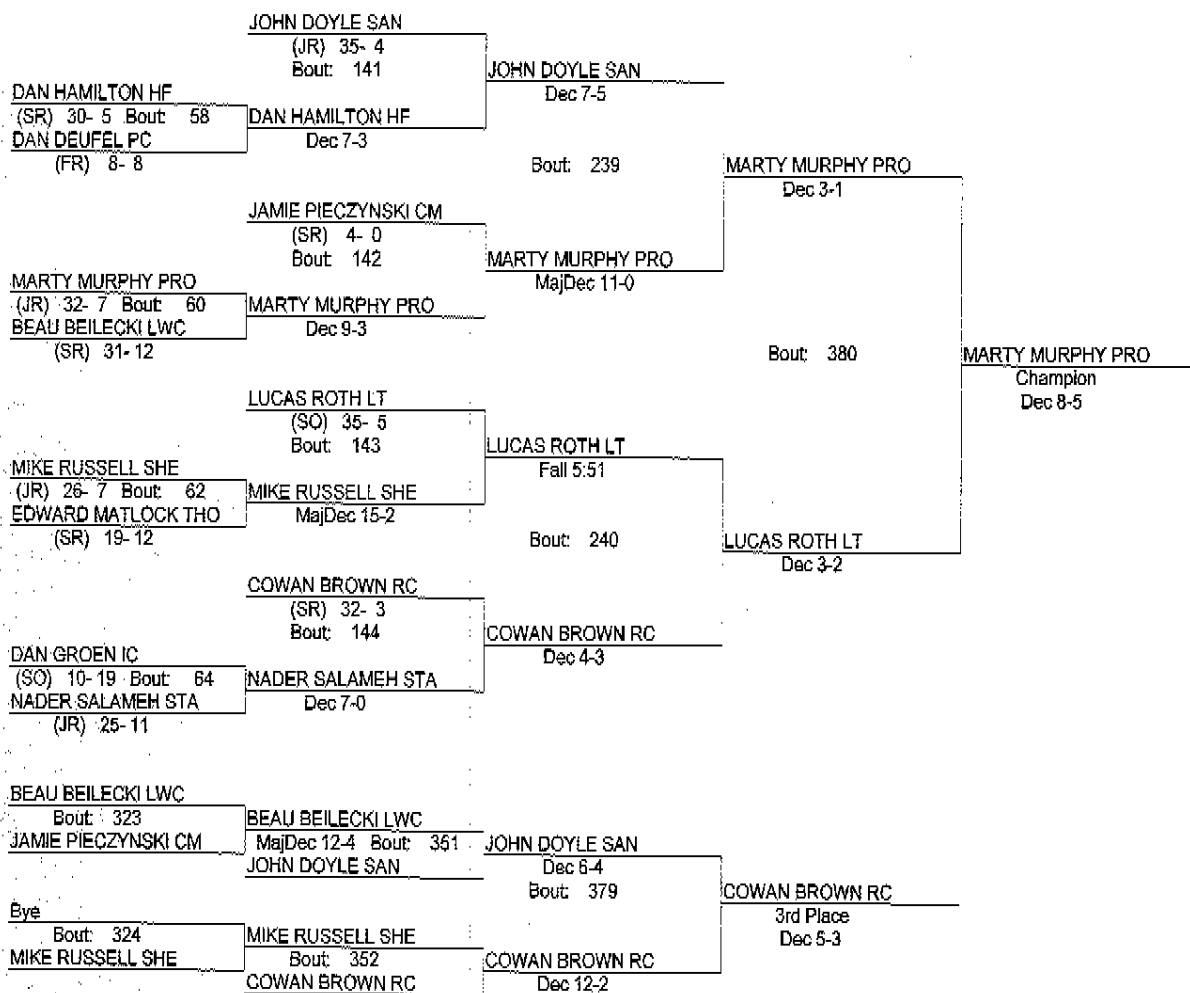 JOHN DOYLE SAN
(JR) 35- 4
Bout: 141
JOHN DOYLE SAN
Dec 7-5
DAN HAMILTON HF
(SR) 30- 5 Bout: 58
DAN DEUFEL PC
(FR) 8- 8
DAN HAMILTON HF
Dec 7-3
Bout: 239
MARTY MURPHY PRO
Dec 3-1
JAMIE PIECZYNSKI CM
(SR) 4- 0
Bout: 142
MARTY MURPHY PRO
MajDec 11-0
MARTY MURPHY PRO
(JR) 32- 7 Bout: 60
BEAU BEILECKI LWC
(SR) 31- 12
MARTY MURPHY PRO
Dec 9-3
Bout: 380
MARTY MURPHY PRO
Champion
Dec 8-5
LUCAS ROTH LT
(SO) 35- 5
Bout: 143
LUCAS ROTH LT
Fall 5:51
MIKE RUSSELL SHE
(JR) 26- 7 Bout: 62
EDWARD MATLOCK THO
(SR) 19- 12
MIKE RUSSELL SHE
MajDec 15-2
Bout: 240
LUCAS ROTH LT
Dec 3-2
COWAN BROWN RC
(SR) 32- 3
Bout: 144
COWAN BROWN RC
Dec 4-3
DAN GROEN IC
(SO) 10- 19 Bout: 64
NADER SALAMEH STA
(JR) 25- 11
NADER SALAMEH STA
Dec 7-0
BEAU BEILECKI LWC
Bout: 323
JAMIE PIECZYNSKI CM
BEAU BEILECKI LWC
MajDec 12-4 Bout: 351
JOHN DOYLE SAN
JOHN DOYLE SAN
Dec 6-4
Bout: 379
COWAN BROWN RC
3rd Place
Dec 5-3
Bye
Bout: 324
MIKE RUSSELL SHE
MIKE RUSSELL SHE
Bout: 352
COWAN BROWN RC
COWAN BROWN RC
Dec 12-2